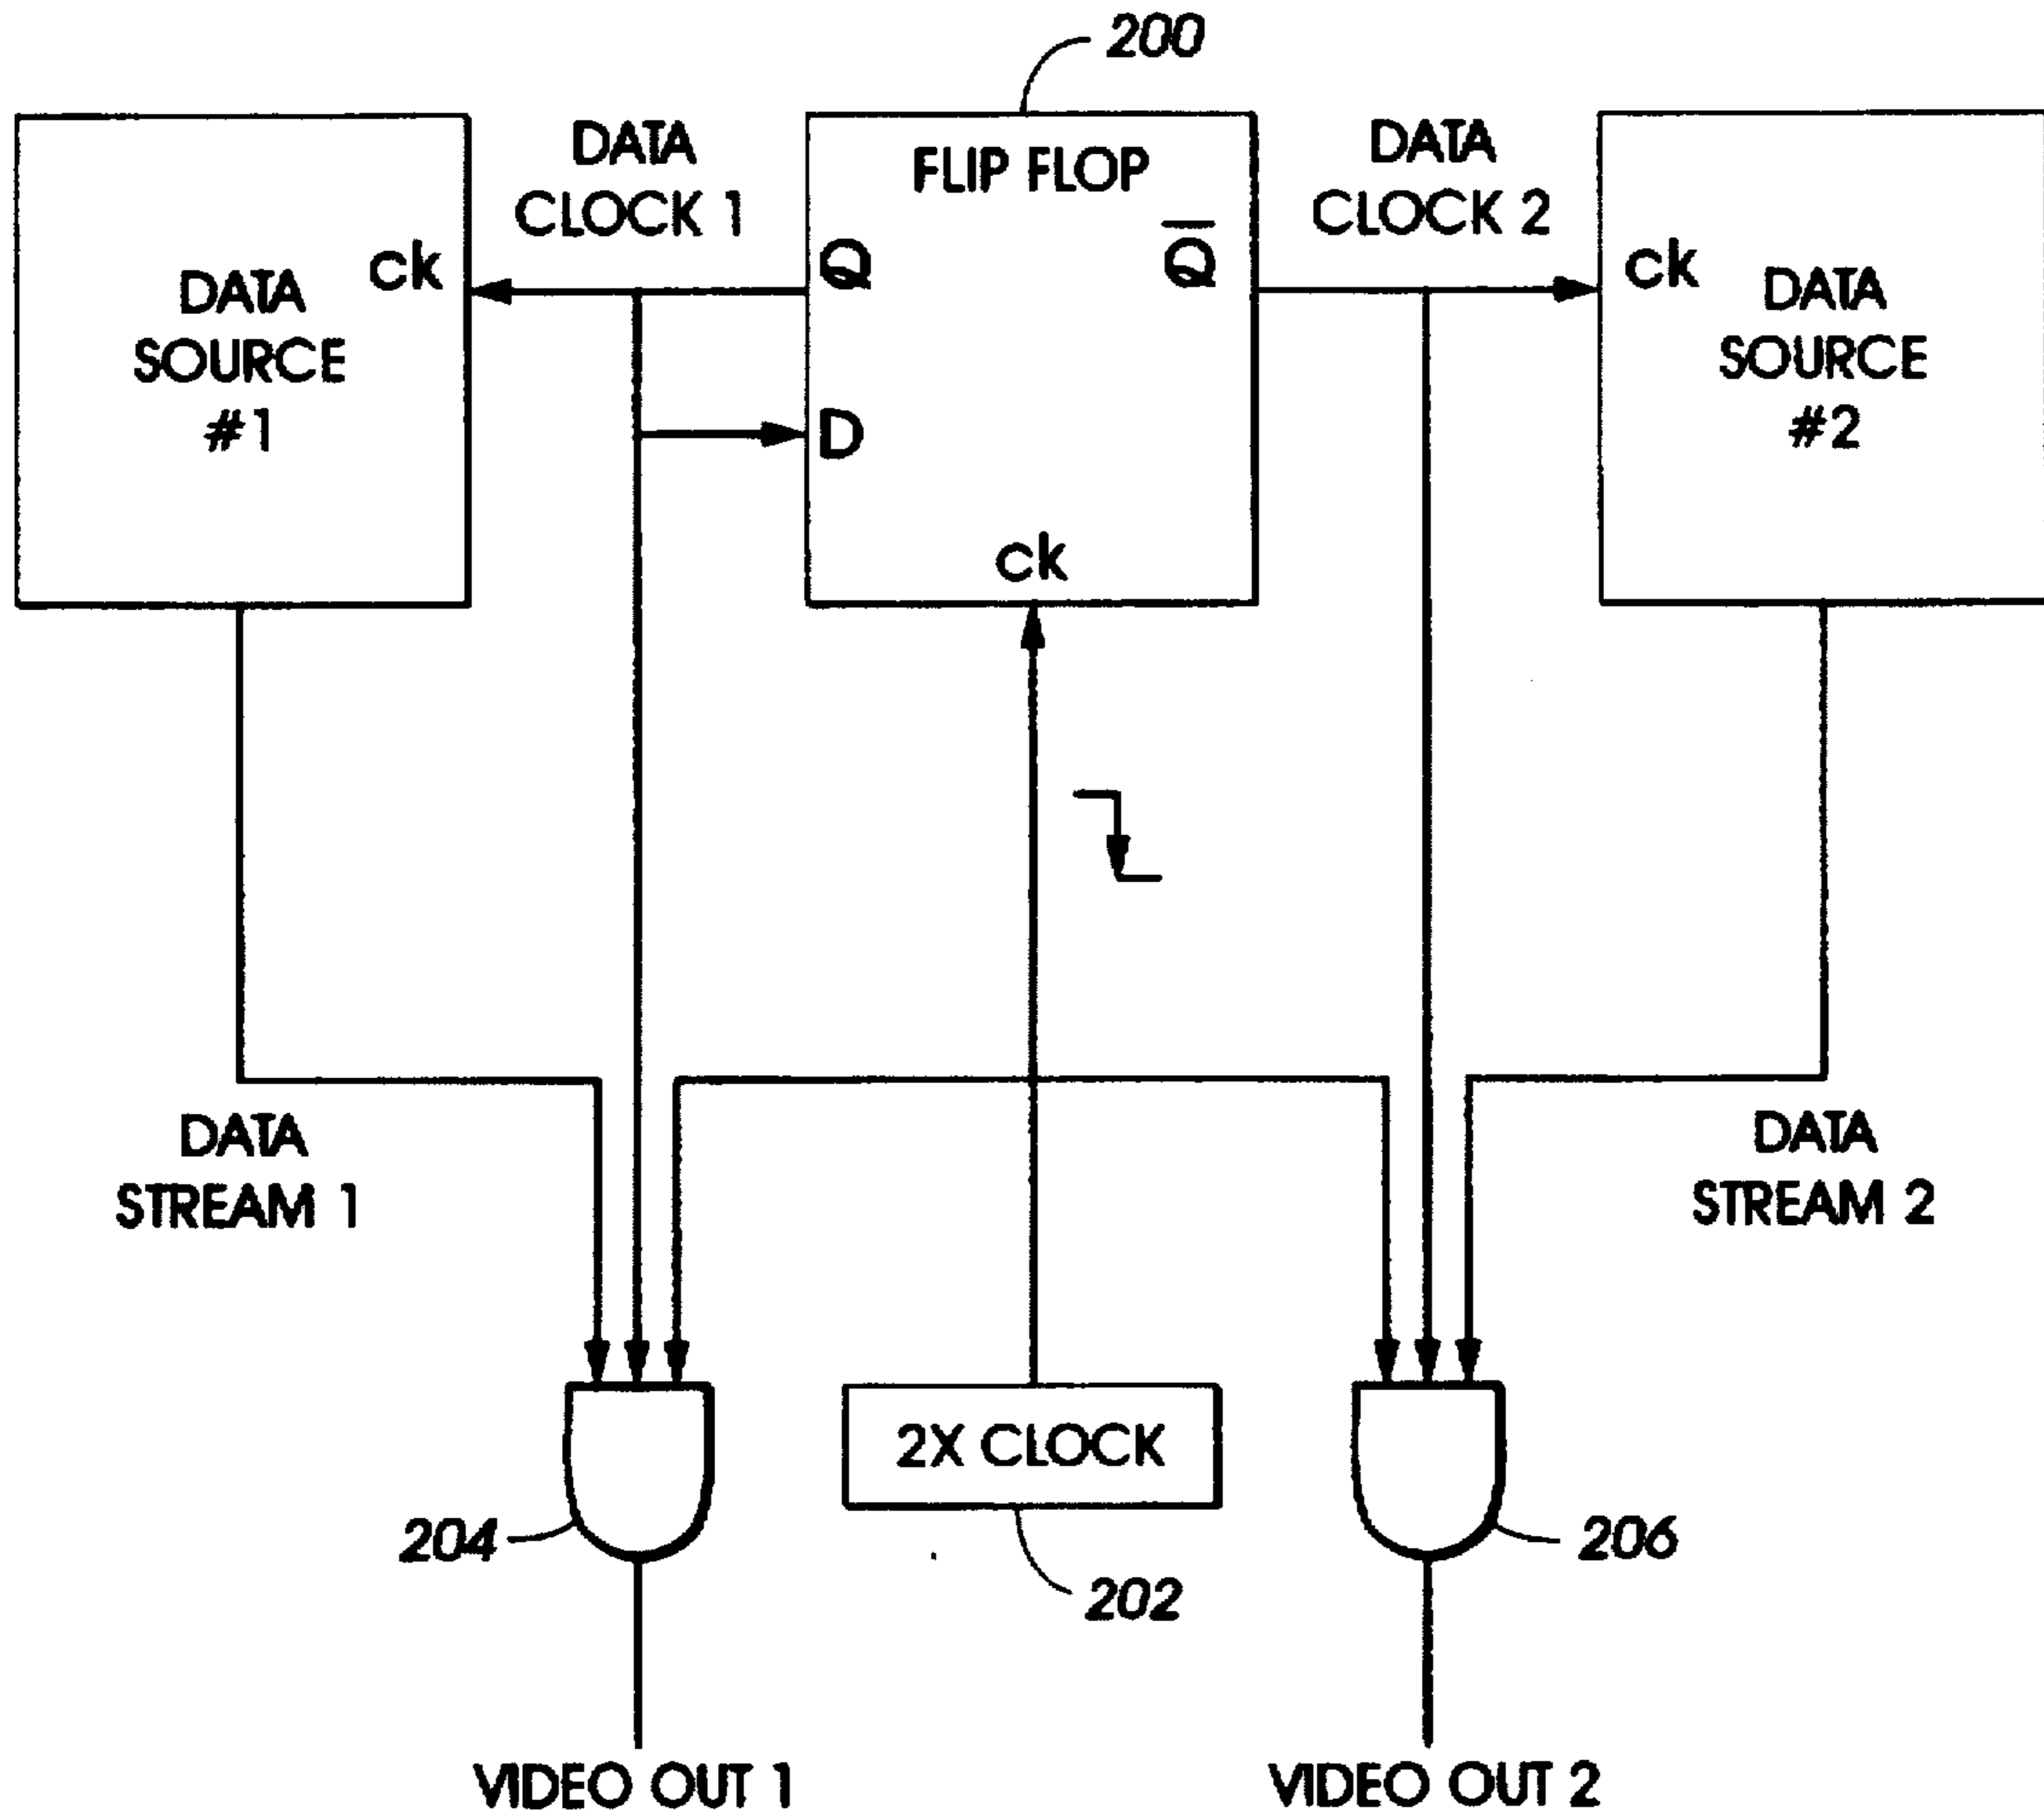 200
DATA
CLOCK 1
FLIP FLOP
DATA
CLOCK 2
ck
Q
Q̅
ck
DATA
SOURCE
#1
D
DATA
SOURCE
#2
ck
DATA
STREAM 1
DATA
STREAM 2
2X CLOCK
204
206
202
VIDEO OUT 1
VIDEO OUT 2